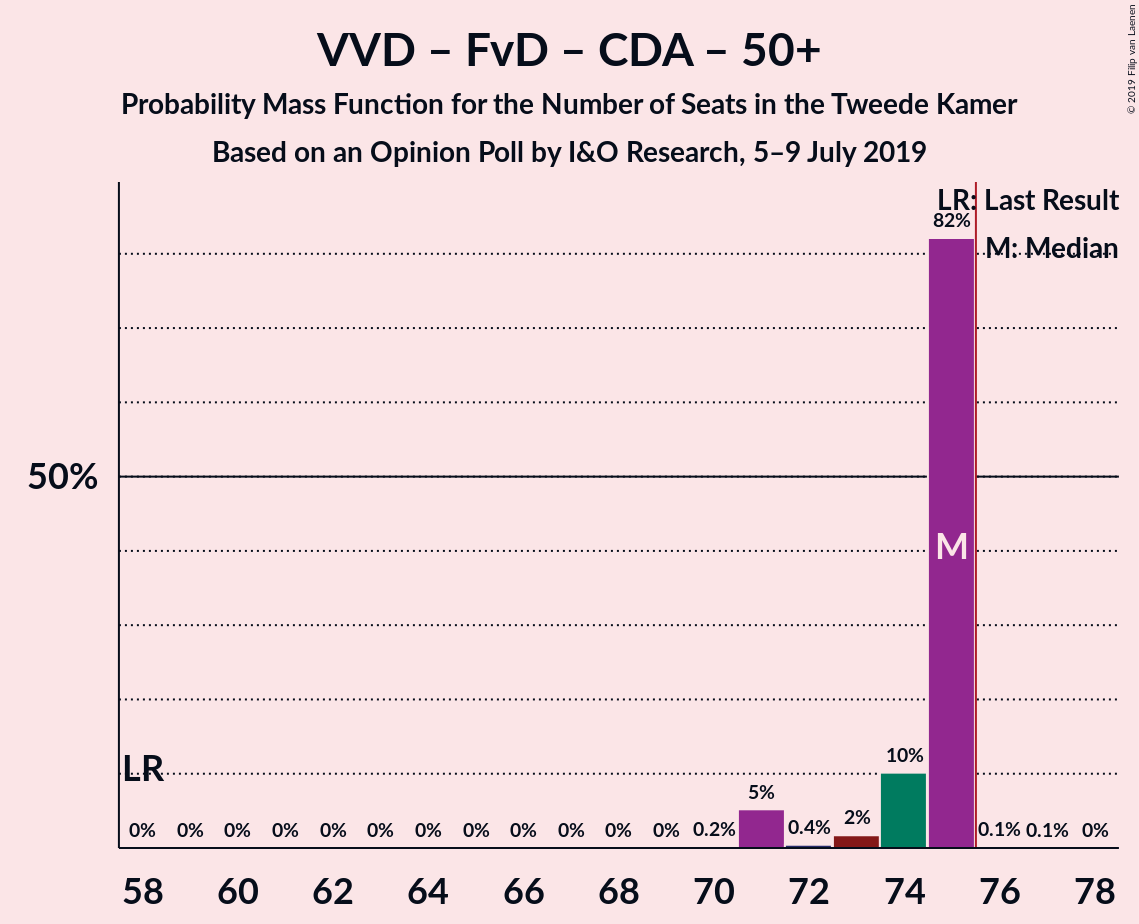 VVD – FvD – CDA – 50+
Probability Mass Function for the Number of Seats in the Tweede Kamer
Based on an Opinion Poll by I&O Research, 5–9 July 2019
© 2019 Filip van Laenen
LR: Last Result
M: Median
82%
50%
M
LR
10%
5%
0% 0% 0% 0% 0% 0% 0% 0% 0% 0% 0% 0% 0.2% 0.4% 2% 0.1% 0.1% 0%
58 60 62 64 66 68 70 72 74 76 78